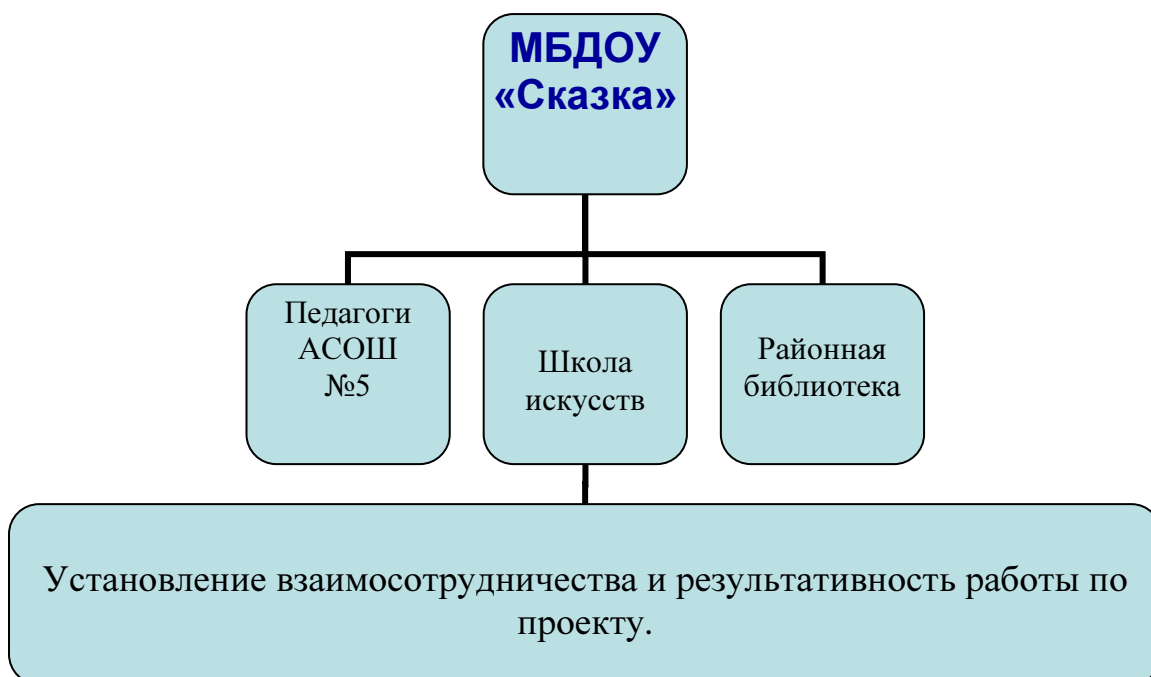 МБДОУ
«Сказка»
Педагоги
АСОШ
№5
Школа
искусств
Районная
библиотека
Установление взаимосотрудничества и результативность работы по
проекту.